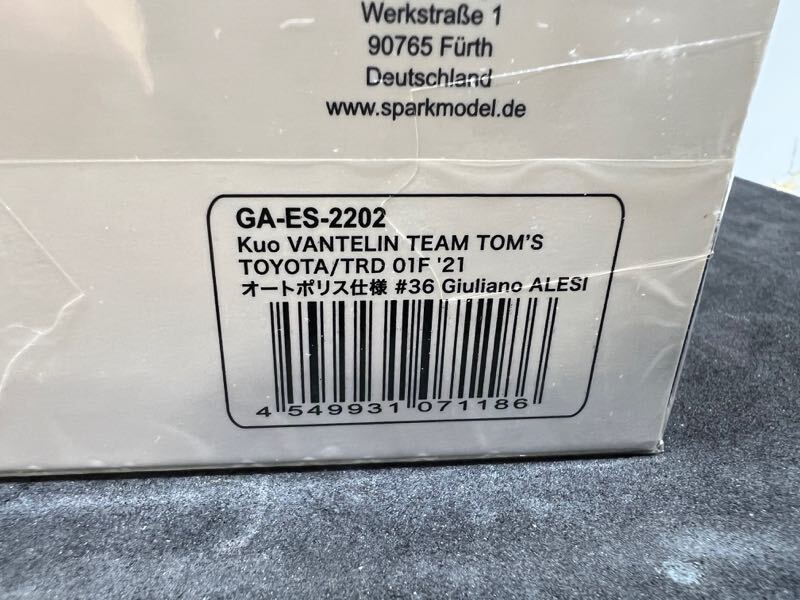 Werkstraße 1
90765 Fürth
Deutschland
www.sparkmodel.de
GA-ES-2202
Kuo VANTELIN TEAM TOM'S
TOYOTA/TRD 01F '21
オートポリス仕様 #36 Giuliano ALESI
4 549931 071186